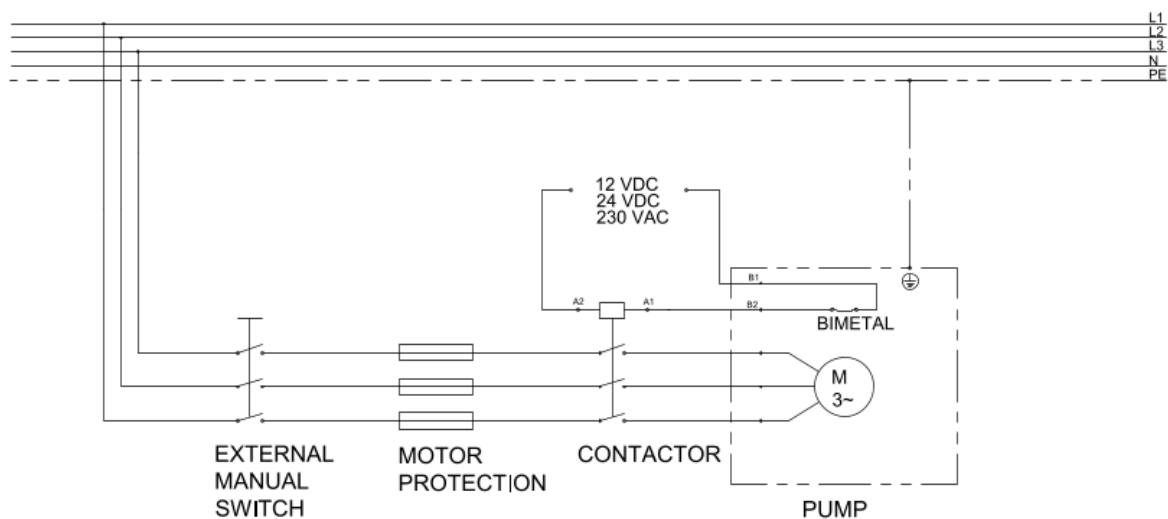 L1
L2
L3
N
PE
12 VDC
24 VDC
230 VAC
B1
A2
A1
B2
BIMETAL
M
3~
EXTERNAL
MANUAL
SWITCH
MOTOR
PROTECTION
CONTACTOR
PUMP